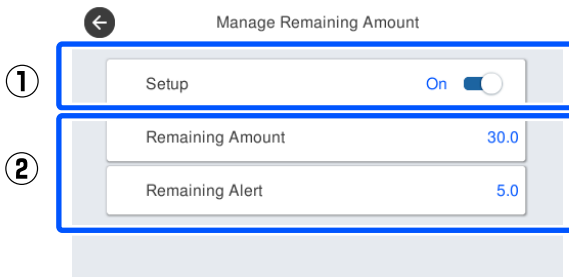 Manage Remaining Amount
① Setup On
② Remaining Amount 30.0
Remaining Alert 5.0